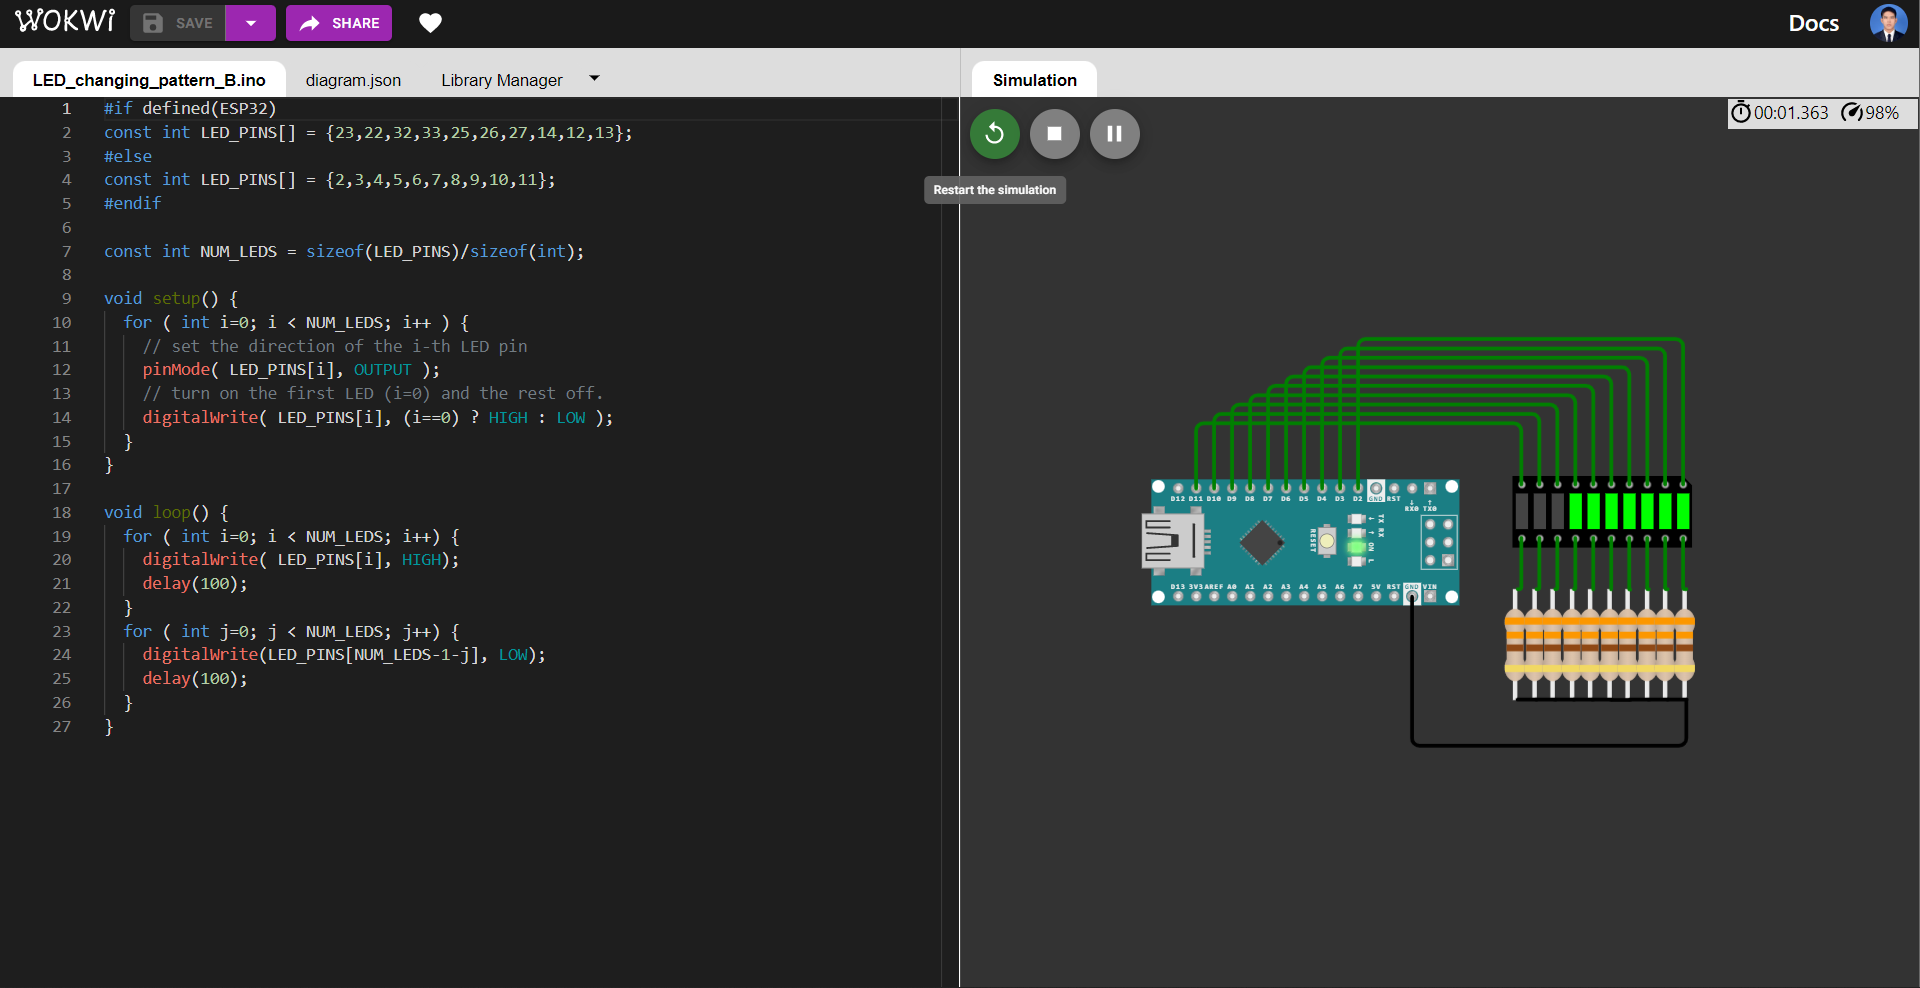 WOKWi
SAVE
SHARE
Docs
LED_changing_pattern_B.ino
diagram.json
Library Manager
Simulation
1 #if defined(ESP32)
2 const int LED_PINS[] = {23,22,32,33,25,26,27,14,12,13};
3 #else
4 const int LED_PINS[] = {2,3,4,5,6,7,8,9,10,11};
5 #endif
6
7 const int NUM_LEDS = sizeof(LED_PINS)/sizeof(int);
8
9 void setup() {
10 for ( int i=0; i < NUM_LEDS; i++ ) {
11 // set the direction of the i-th LED pin
12 pinMode( LED_PINS[i], OUTPUT );
13 // turn on the first LED (i=0) and the rest off.
14 digitalWrite( LED_PINS[i], (i==0) ? HIGH : LOW );
15 }
16 }
17
18 void loop() {
19 for ( int i=0; i < NUM_LEDS; i++) {
20 digitalWrite( LED_PINS[i], HIGH);
21 delay(100);
22 }
23 for ( int j=0; j < NUM_LEDS; j++) {
24 digitalWrite(LED_PINS[NUM_LEDS-1-j], LOW);
25 delay(100);
26 }
27 }
00:01.363 98%
Restart the simulation
D12 D11 D10 D9 D8 D7 D6 D5 D4 D3 D2 GND RST
RX0 TX0
RESET
TX RX
ON L
D13 3V3 AREF A0 A1 A2 A3 A4 A5 A6 A7 5V RST GND VIN